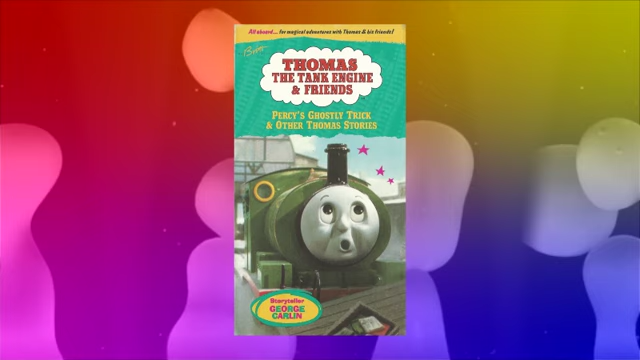 All aboard... for magical adventures with Thomas & his friends!
THOMAS
THE TANK ENGINE
& FRIENDS
PERCY'S GHOSTLY TRICK
& OTHER THOMAS STORIES
Storyteller
GEORGE
CARLIN